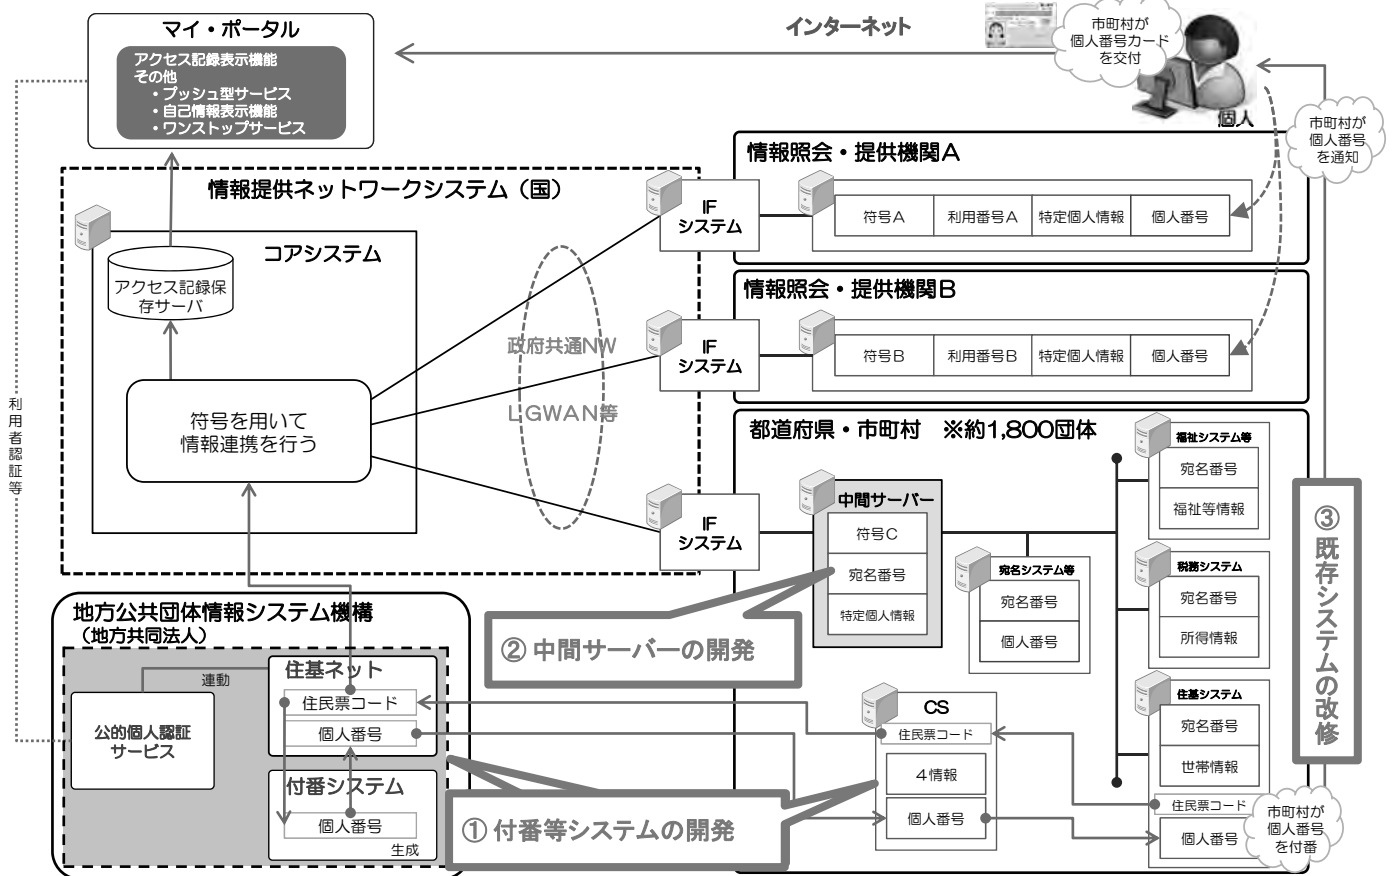 マイ・ポータル
アクセス記録表示機能
その他
・プッシュ型サービス
・自己情報表示機能
・ワンストップサービス
インターネット
市町村が
個人番号カード
を交付
個人
市町村が
個人番号
を通知
情報提供ネットワークシステム(国)
コアシステム
アクセス記録保
存サーバ
符号を用いて
情報連携を行う
政府共通NW
LGWAN等
利用者認証等
IF
システム
情報照会・提供機関A
符号A
利用番号A
特定個人情報
個人番号
IF
システム
情報照会・提供機関B
符号B
利用番号B
特定個人情報
個人番号
IF
システム
都道府県・市町村 ※約1,800団体
中間サーバー
符号C
宛名番号
特定個人情報
宛名システム等
宛名番号
個人番号
福祉システム等
宛名番号
福祉等情報
税務システム
宛名番号
所得情報
住基システム
宛名番号
世帯情報
住民票コード
個人番号
市町村が
個人番号
を付番
③既存システムの改修
②中間サーバーの開発
CS
住民票コード
4情報
個人番号
①付番等システムの開発
地方公共団体情報システム機構
(地方共同法人)
住基ネット
連動
住民票コード
個人番号
公的個人認証
サービス
付番システム
個人番号
生成